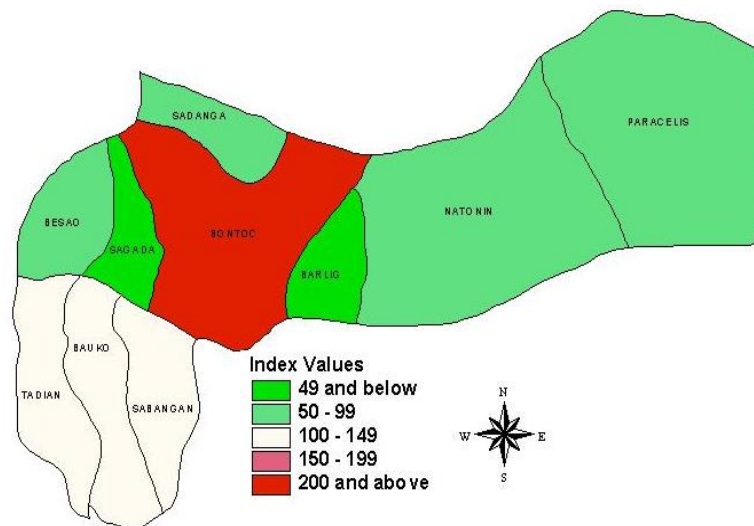 SADANGA
PARACELIS
BESAO
SAGADA
BONTOC
NATONIN
BARLIG
TADIAN
BAUKO
SABANGAN
Index Values
49 and below
50 - 99
100 - 149
150 - 199
200 and above
N
W E
S